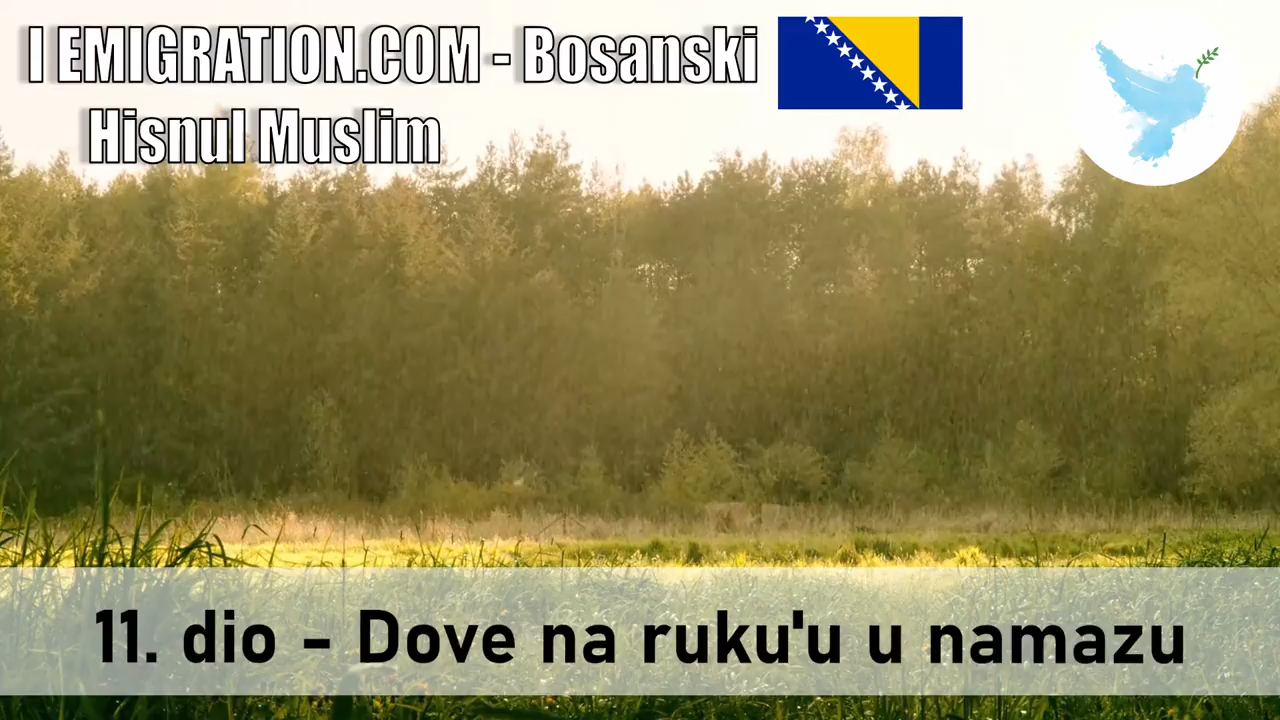 I EMIGRATION.COM - Bosanski
Hisnul Muslim
11. dio - Dove na ruku'u u namazu